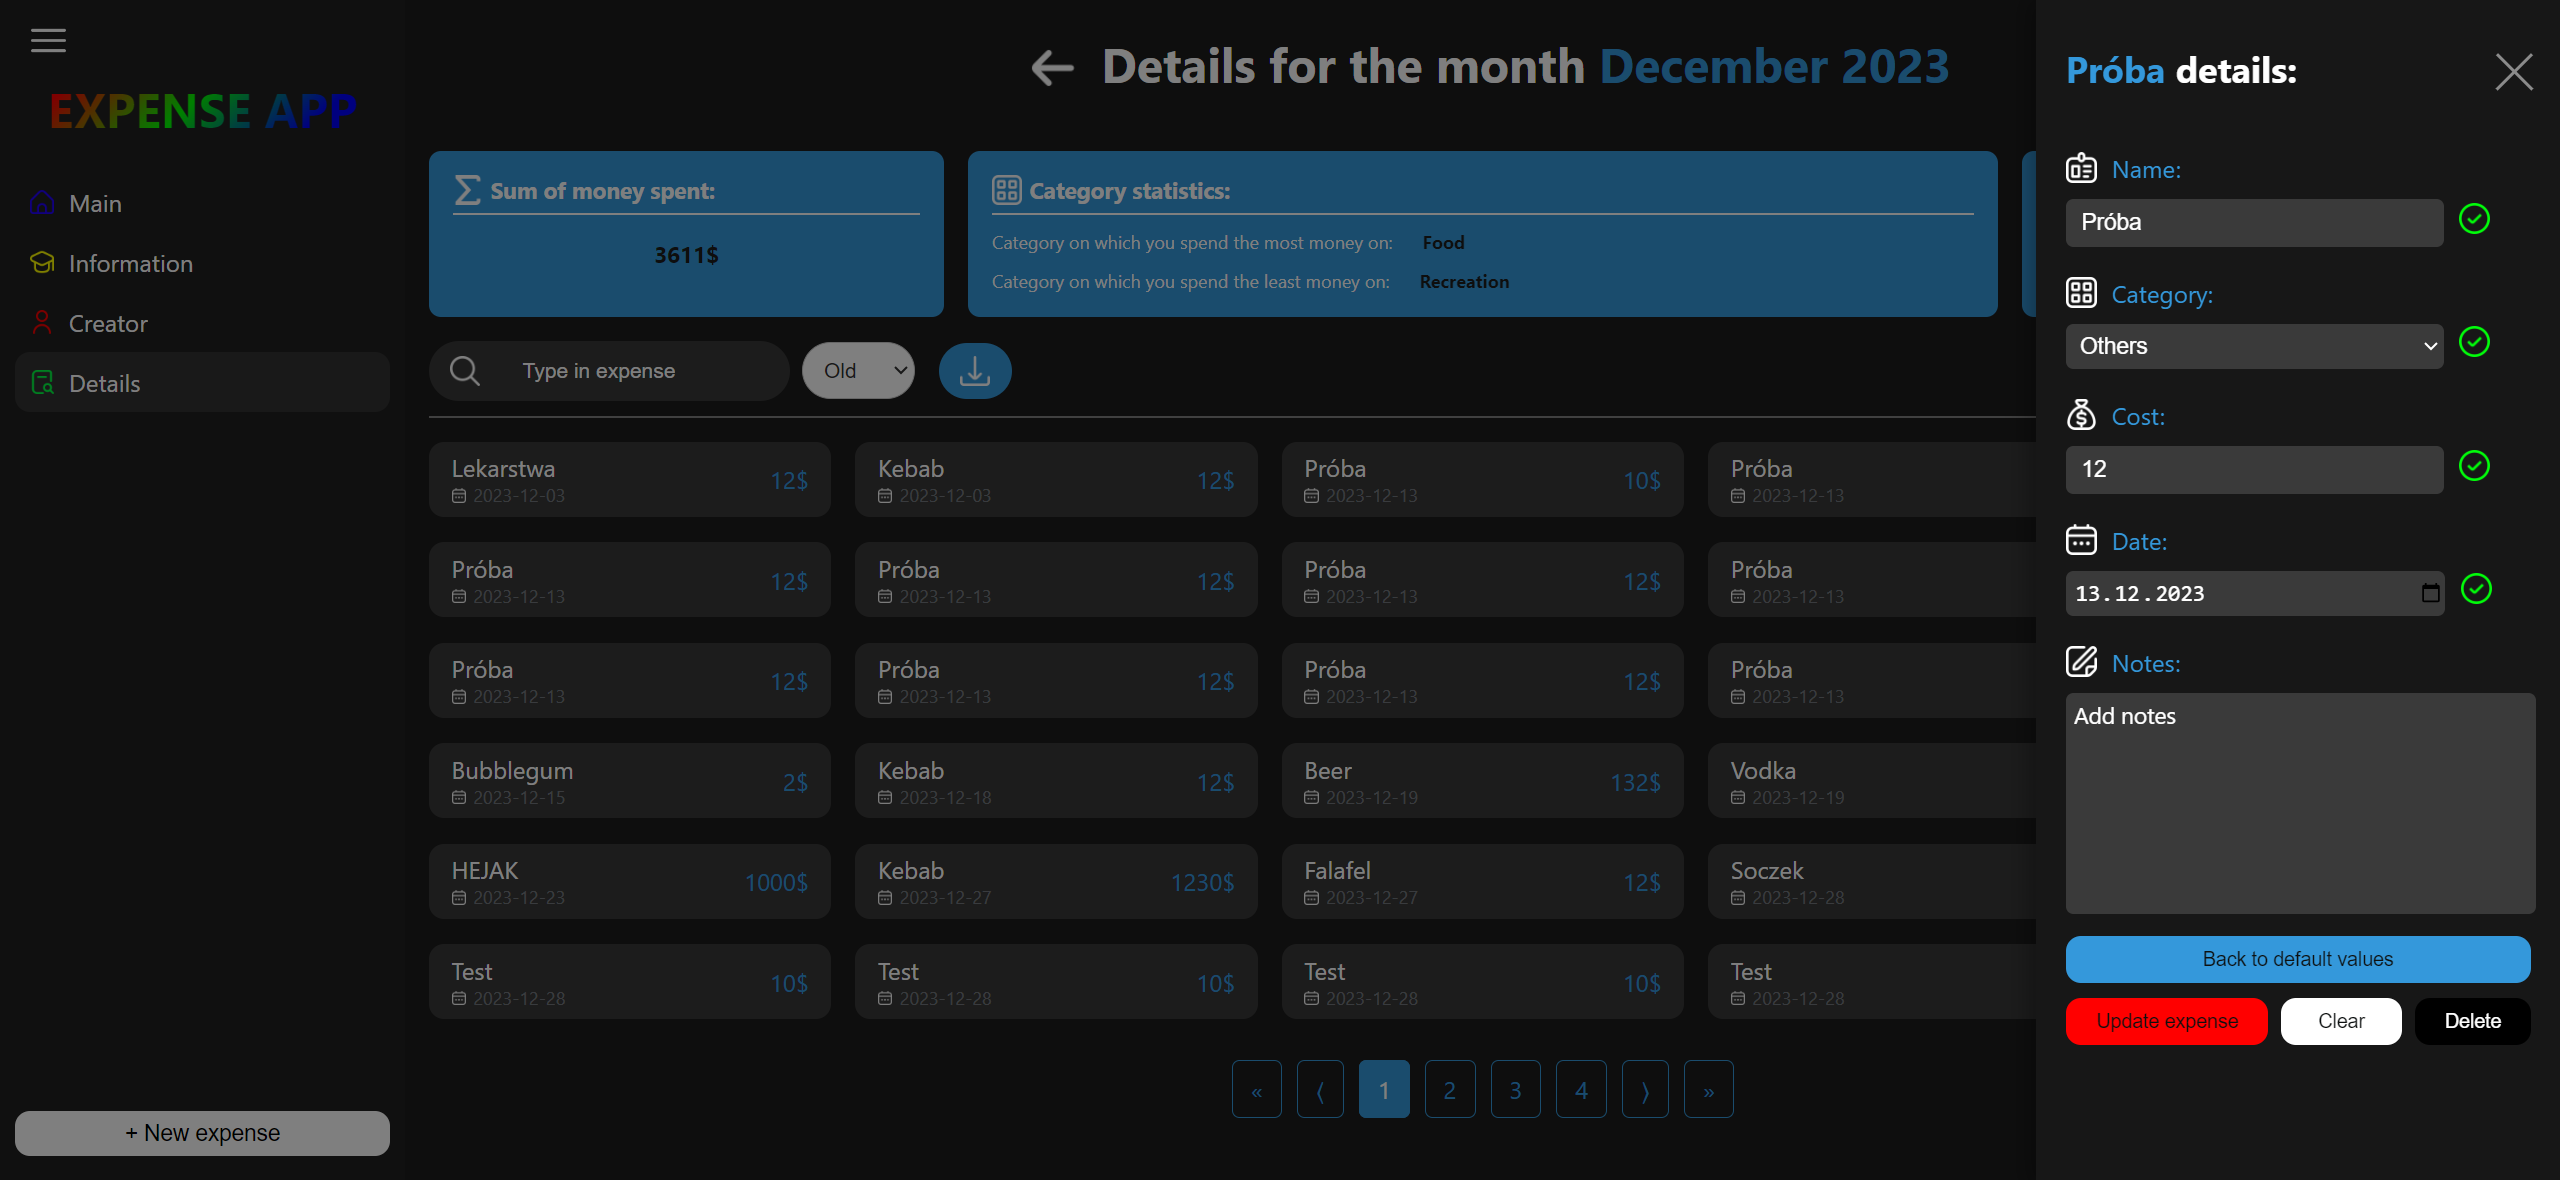 EXPENSE APP
Main
Information
Creator
Details
+ New expense
Details for the month December 2023
Sum of money spent:
3611$
Category statistics:
Category on which you spend the most money on: Food
Category on which you spend the least money on: Recreation
Type in expense
Old
Lekarstwa
12$
2023-12-03
Kebab
12$
2023-12-03
Próba
10$
2023-12-13
Próba
2023-12-13
Próba
12$
2023-12-13
Próba
12$
2023-12-13
Próba
12$
2023-12-13
Próba
2023-12-13
Próba
12$
2023-12-13
Próba
12$
2023-12-13
Próba
12$
2023-12-13
Próba
2023-12-13
Bubblegum
2$
2023-12-15
Kebab
12$
2023-12-18
Beer
132$
2023-12-19
Vodka
2023-12-19
HEJAK
1000$
2023-12-23
Kebab
1230$
2023-12-27
Falafel
12$
2023-12-27
Soczek
2023-12-28
Test
10$
2023-12-28
Test
10$
2023-12-28
Test
10$
2023-12-28
Test
2023-12-28
« ⟨ 1 2 3 4 ⟩ »
Próba details:
Name:
Próba
Category:
Others
Cost:
12
Date:
13.12.2023
Notes:
Add notes
Back to default values
Update expense
Clear
Delete